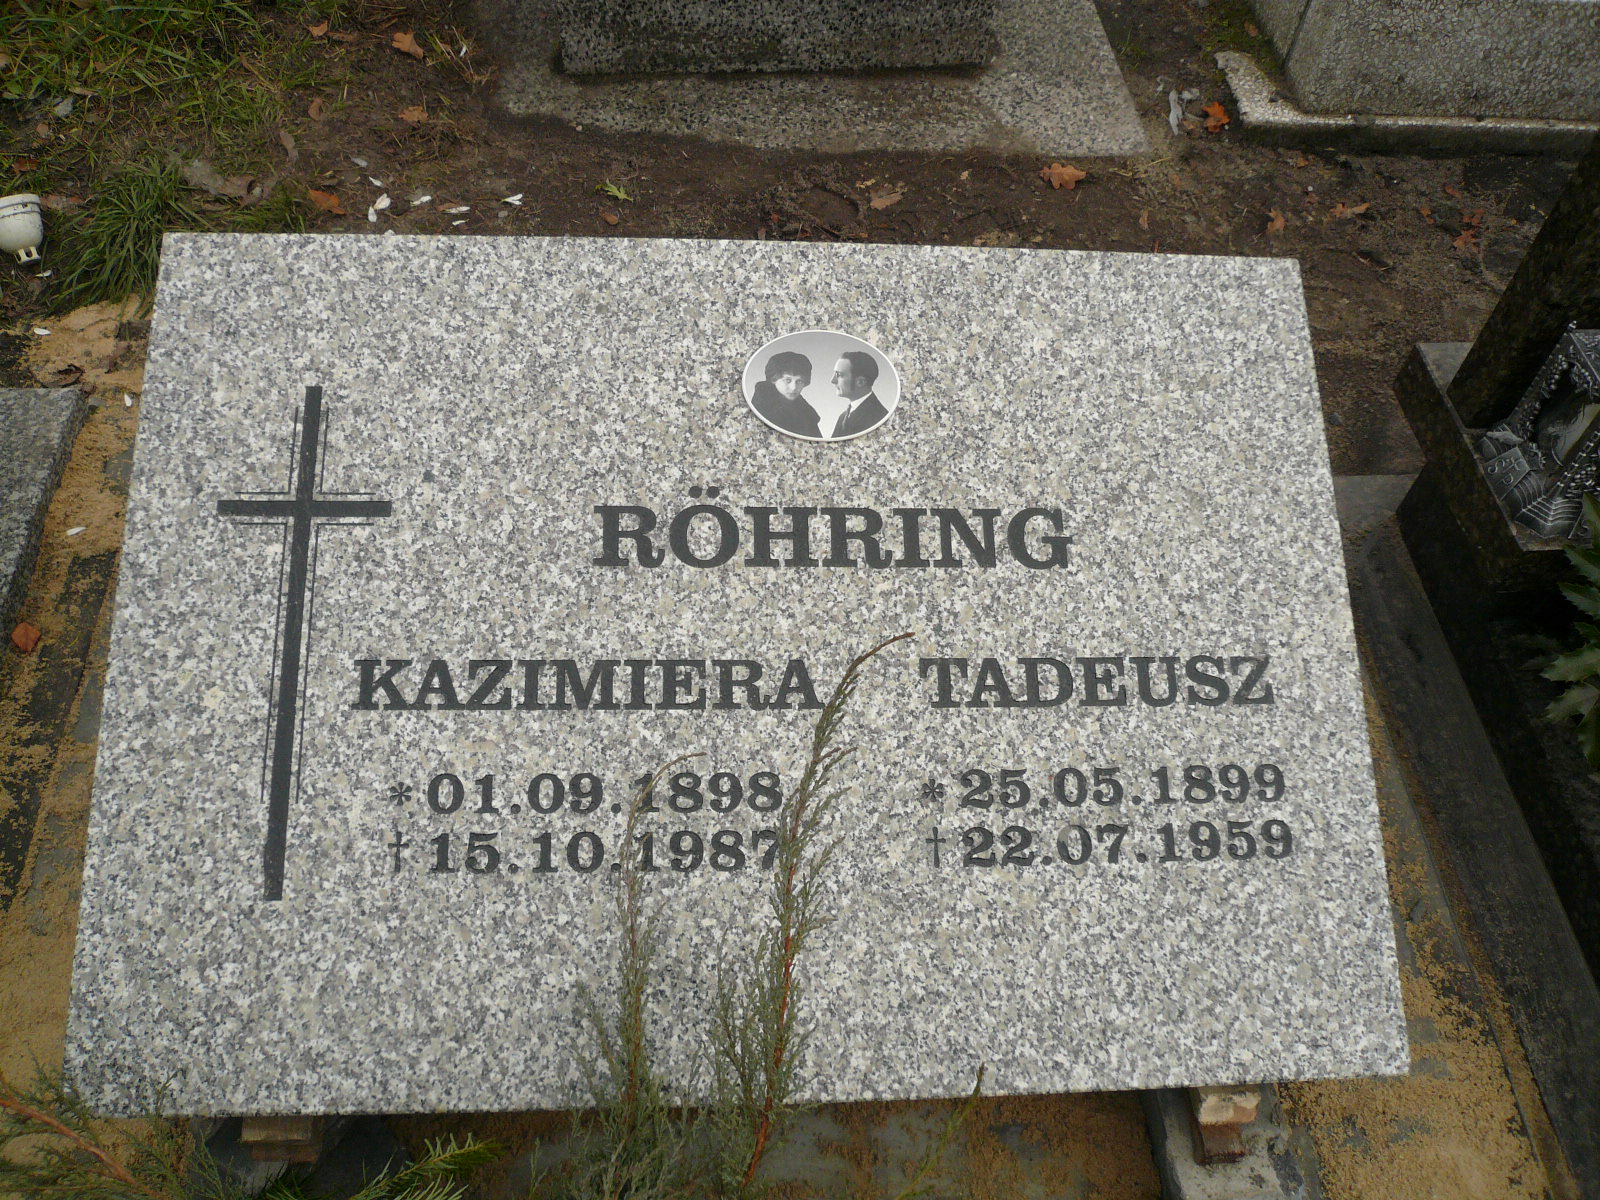 RÖHRING
KAZIMIERA TADEUSZ
* 01.09.1898 * 25.05.1899
† 15.10.1987 † 22.07.1959